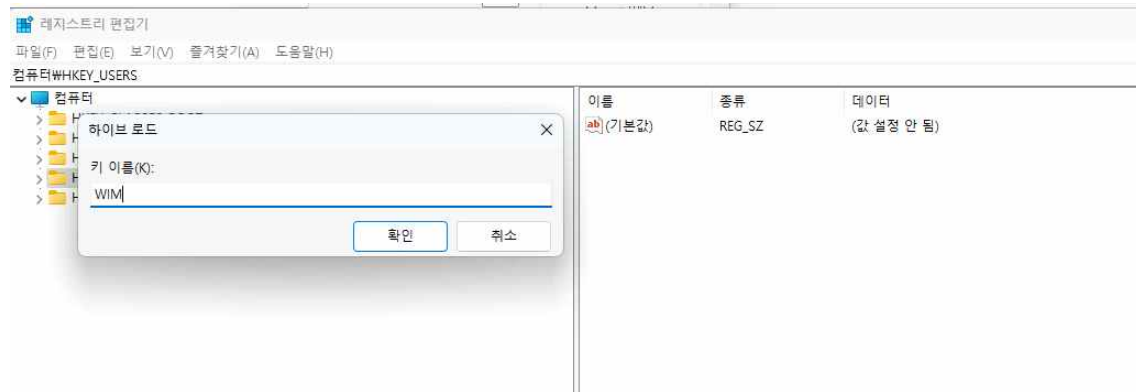 레지스트리 편집기
파일(F) 편집(E) 보기(V) 즐겨찾기(A) 도움말(H)
컴퓨터₩HKEY_USERS
컴퓨터
이름 종류 데이터
(기본값) REG_SZ (값 설정 안 됨)
하이브 로드
키 이름(K):
WIM
확인 취소